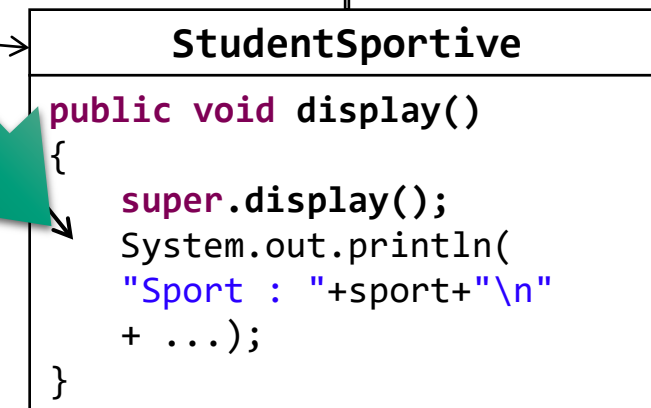 StudentSportive
public void display()
{
super.display();
System.out.println(
"Sport : "+sport+"\n"
+ ...);
}